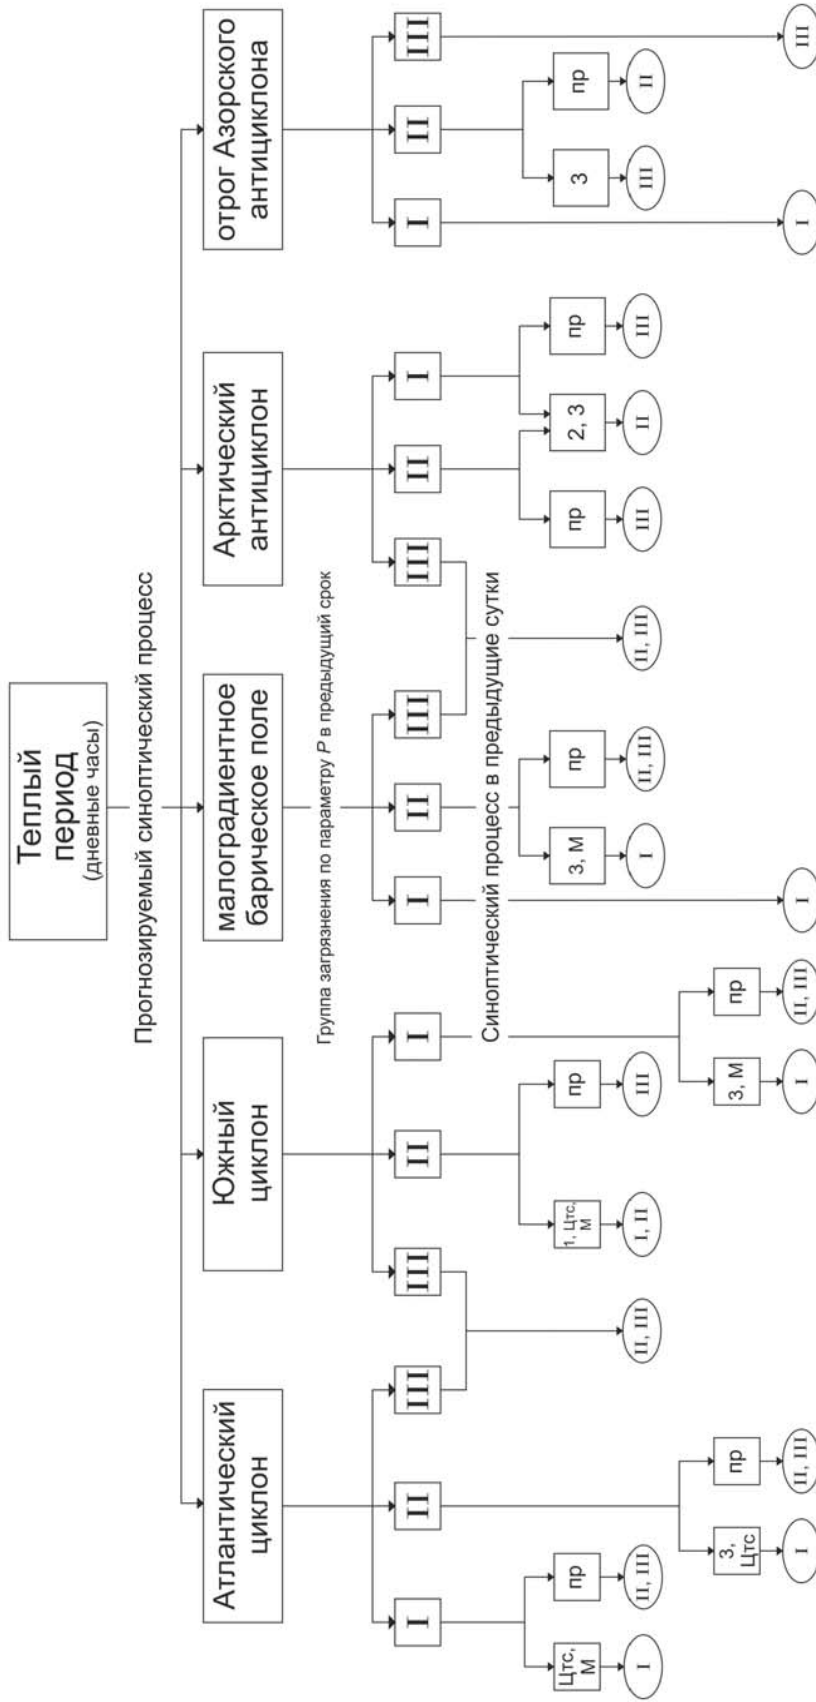 Теплый
период
(дневные часы)
Прогнозируемый синоптический процесс
Атлантический
циклон
Южный
циклон
малоградиентное
барическое поле
Арктический
антициклон
отрог Азорского
антициклона
Группа загрязнения по параметру P в предыдущий срок
I
II
III
III
II
I
I
II
III
III
II
I
I
II
III
Синоптический процесс в предыдущие сутки
Цтс,
М
пр
1, Цтс,
М
пр
3, М
пр
пр
2, 3
пр
3
пр
I
II, III
II, III
I, II
III
I
II, III
II, III
III
II
III
III
II
3,
Цтс
пр
3, М
пр
I
II, III
I
II, III
I
I
III